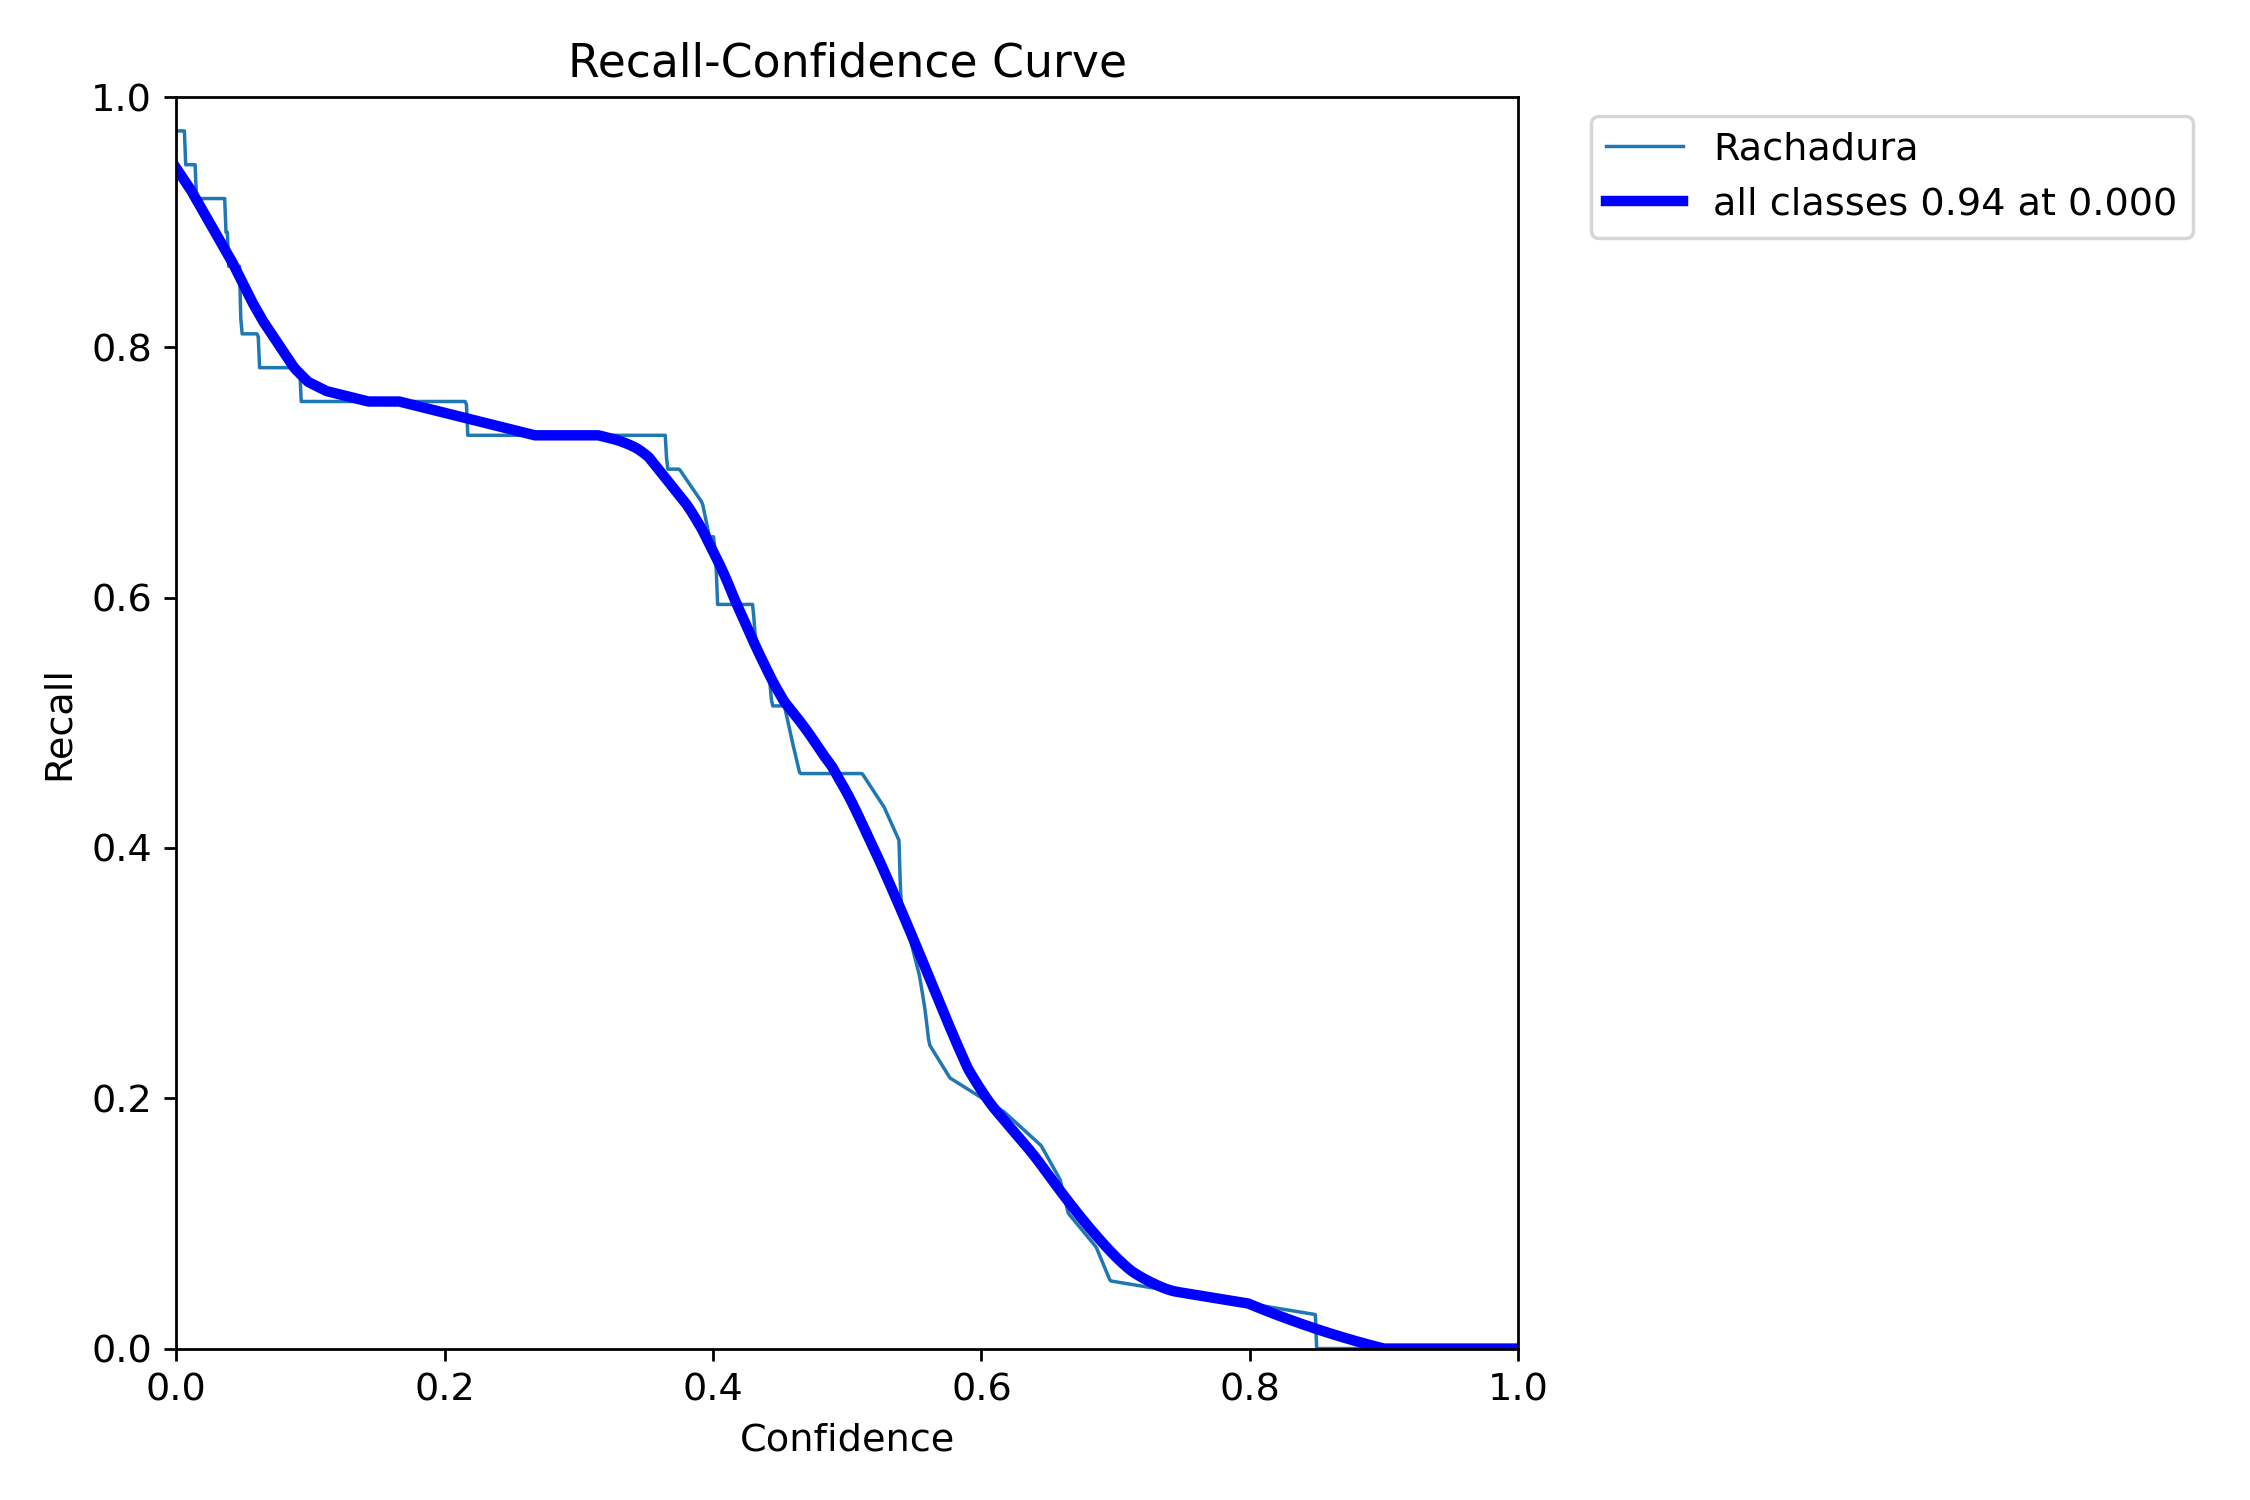 Recall-Confidence Curve
1.0
0.8
0.6
0.4
0.2
0.0
Recall
0.0 0.2 0.4 0.6 0.8 1.0
Confidence
Rachadura
all classes 0.94 at 0.000